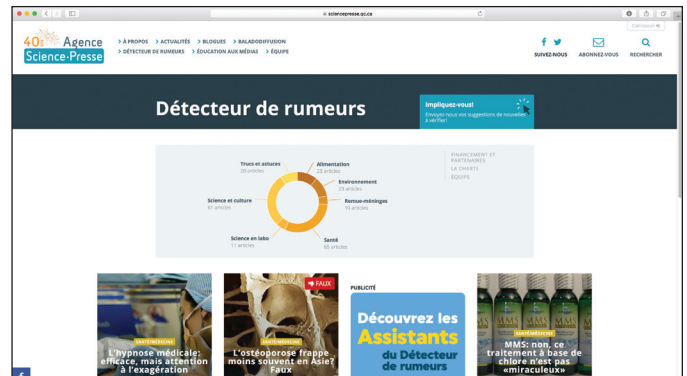 sciencepresse.qc.ca
Connexion
40 ans Agence
Science-Presse
> À PROPOS > ACTUALITÉS > BLOGUES > BALADODIFFUSION
> DÉTECTEUR DE RUMEURS > ÉDUCATION AUX MÉDIAS > ÉQUIPE
SUIVEZ-NOUS ABONNEZ-VOUS RECHERCHER
Détecteur de rumeurs
Impliquez-vous!
Envoyez-nous vos suggestions de nouvelles
à vérifier!
Trucs et astuces
20 articles
Alimentation
23 articles
Environnement
23 articles
Remue-méninges
10 articles
Santé
65 articles
Science en labo
11 articles
Science et culture
61 articles
FINANCEMENT ET
PARTENAIRES
LA CHARTE
ÉQUIPE
SANTÉ/MÉDECINE
L'hypnose médicale:
efficace, mais attention
à l'exagération
FAUX
SANTÉ/MÉDECINE
L'ostéoporose frappe
moins souvent en Asie?
Faux
PUBLICITÉ
Découvrez les
Assistants
du Détecteur
de rumeurs
MMS
SANTÉ/MÉDECINE
MMS: non, ce
traitement à base de
chlore n'est pas
«miraculeux»